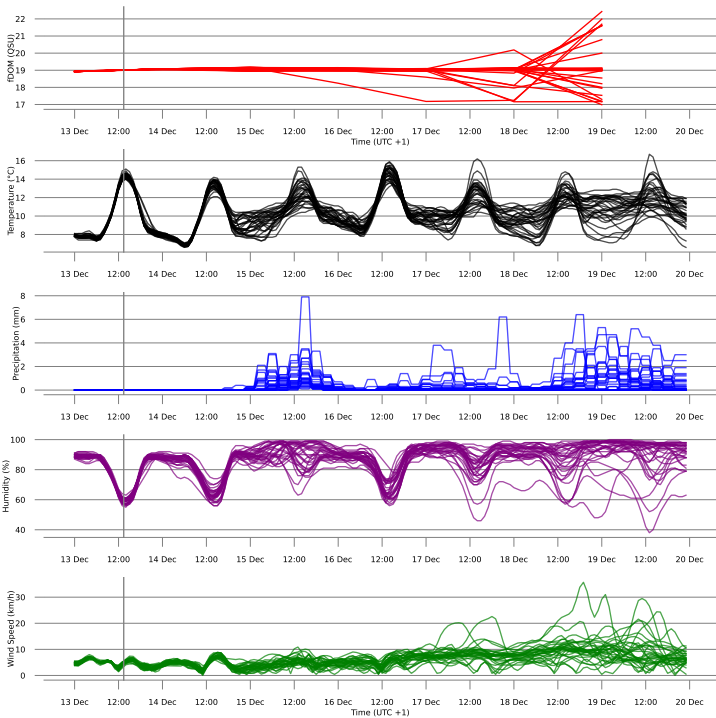 fDOM (QSU)
22
21
20
19
18
17
13 Dec 12:00 14 Dec 12:00 15 Dec 12:00 16 Dec 12:00 17 Dec 12:00 18 Dec 12:00 19 Dec 12:00 20 Dec
Time (UTC +1)
Temperature (°C)
16
14
12
10
8
13 Dec 12:00 14 Dec 12:00 15 Dec 12:00 16 Dec 12:00 17 Dec 12:00 18 Dec 12:00 19 Dec 12:00 20 Dec
Precipitation (mm)
8
6
4
2
0
13 Dec 12:00 14 Dec 12:00 15 Dec 12:00 16 Dec 12:00 17 Dec 12:00 18 Dec 12:00 19 Dec 12:00 20 Dec
Humidity (%)
100
80
60
40
13 Dec 12:00 14 Dec 12:00 15 Dec 12:00 16 Dec 12:00 17 Dec 12:00 18 Dec 12:00 19 Dec 12:00 20 Dec
Wind Speed (km/h)
30
20
10
0
13 Dec 12:00 14 Dec 12:00 15 Dec 12:00 16 Dec 12:00 17 Dec 12:00 18 Dec 12:00 19 Dec 12:00 20 Dec
Time (UTC +1)